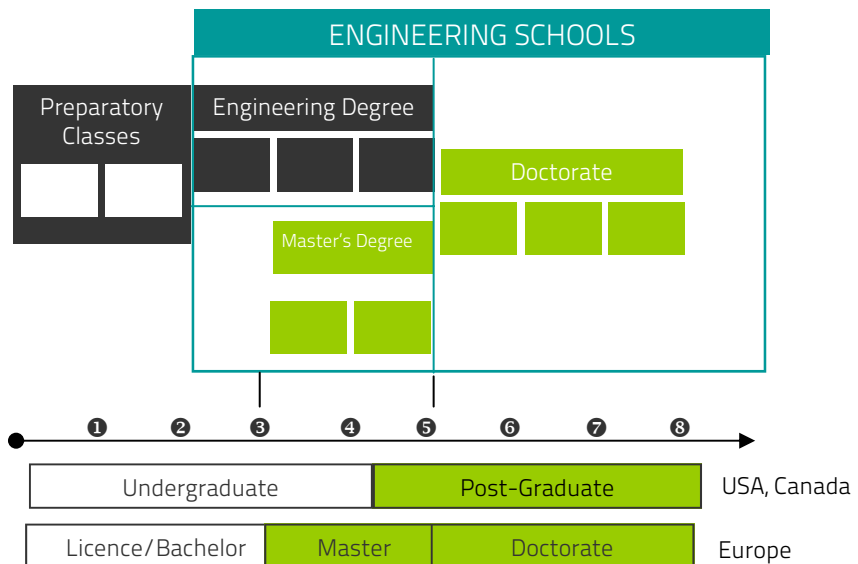 ENGINEERING SCHOOLS
Preparatory
Classes
Engineering Degree
Doctorate
Master's Degree
❶ ❷ ❸ ❹ ❺ ❻ ❼ ❽
Undergraduate Post-Graduate USA, Canada
Licence/Bachelor Master Doctorate Europe